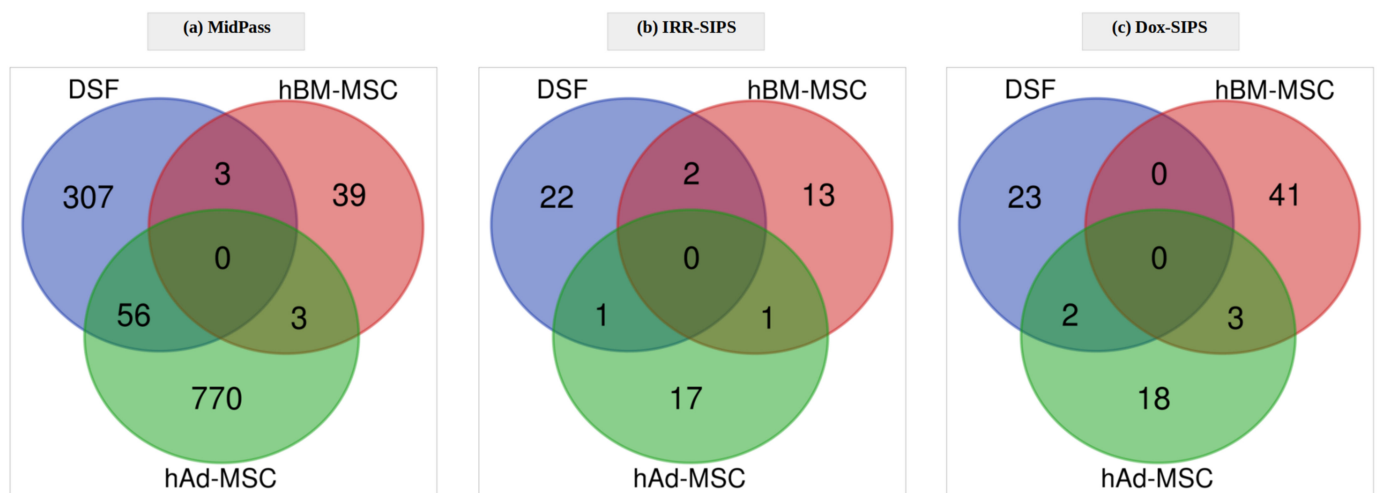 (a) MidPass
DSF
hBM-MSC
307
3
39
0
56
3
770
hAd-MSC
(b) IRR-SIPS
DSF
hBM-MSC
22
2
13
0
1
1
17
hAd-MSC
(c) Dox-SIPS
DSF
hBM-MSC
23
0
41
0
2
3
18
hAd-MSC